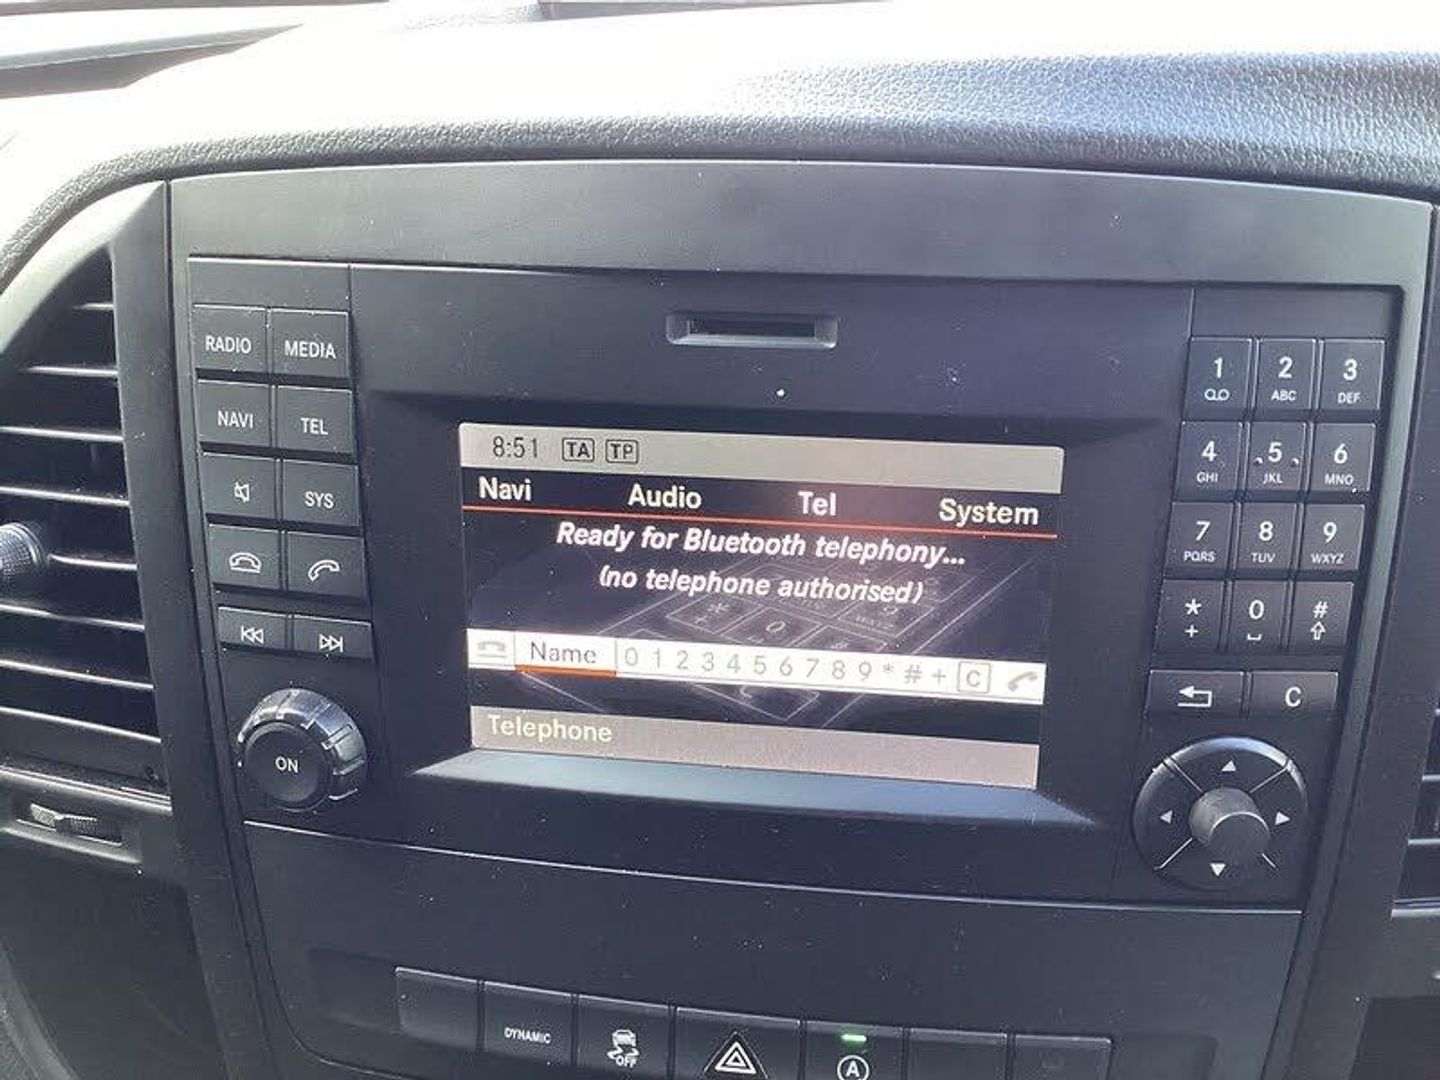 RADIO MEDIA
NAVI TEL
SYS
ON
8:51 TA TP
Navi Audio Tel System
Ready for Bluetooth telephony...
(no telephone authorised)
Name 0 1 2 3 4 5 6 7 8 9 * # + C
Telephone
1 2 3
ABC DEF
4 5 6
GHI JKL MNO
7 8 9
PQRS TUV WXYZ
* 0 #
+
C
DYNAMIC
OFF
A